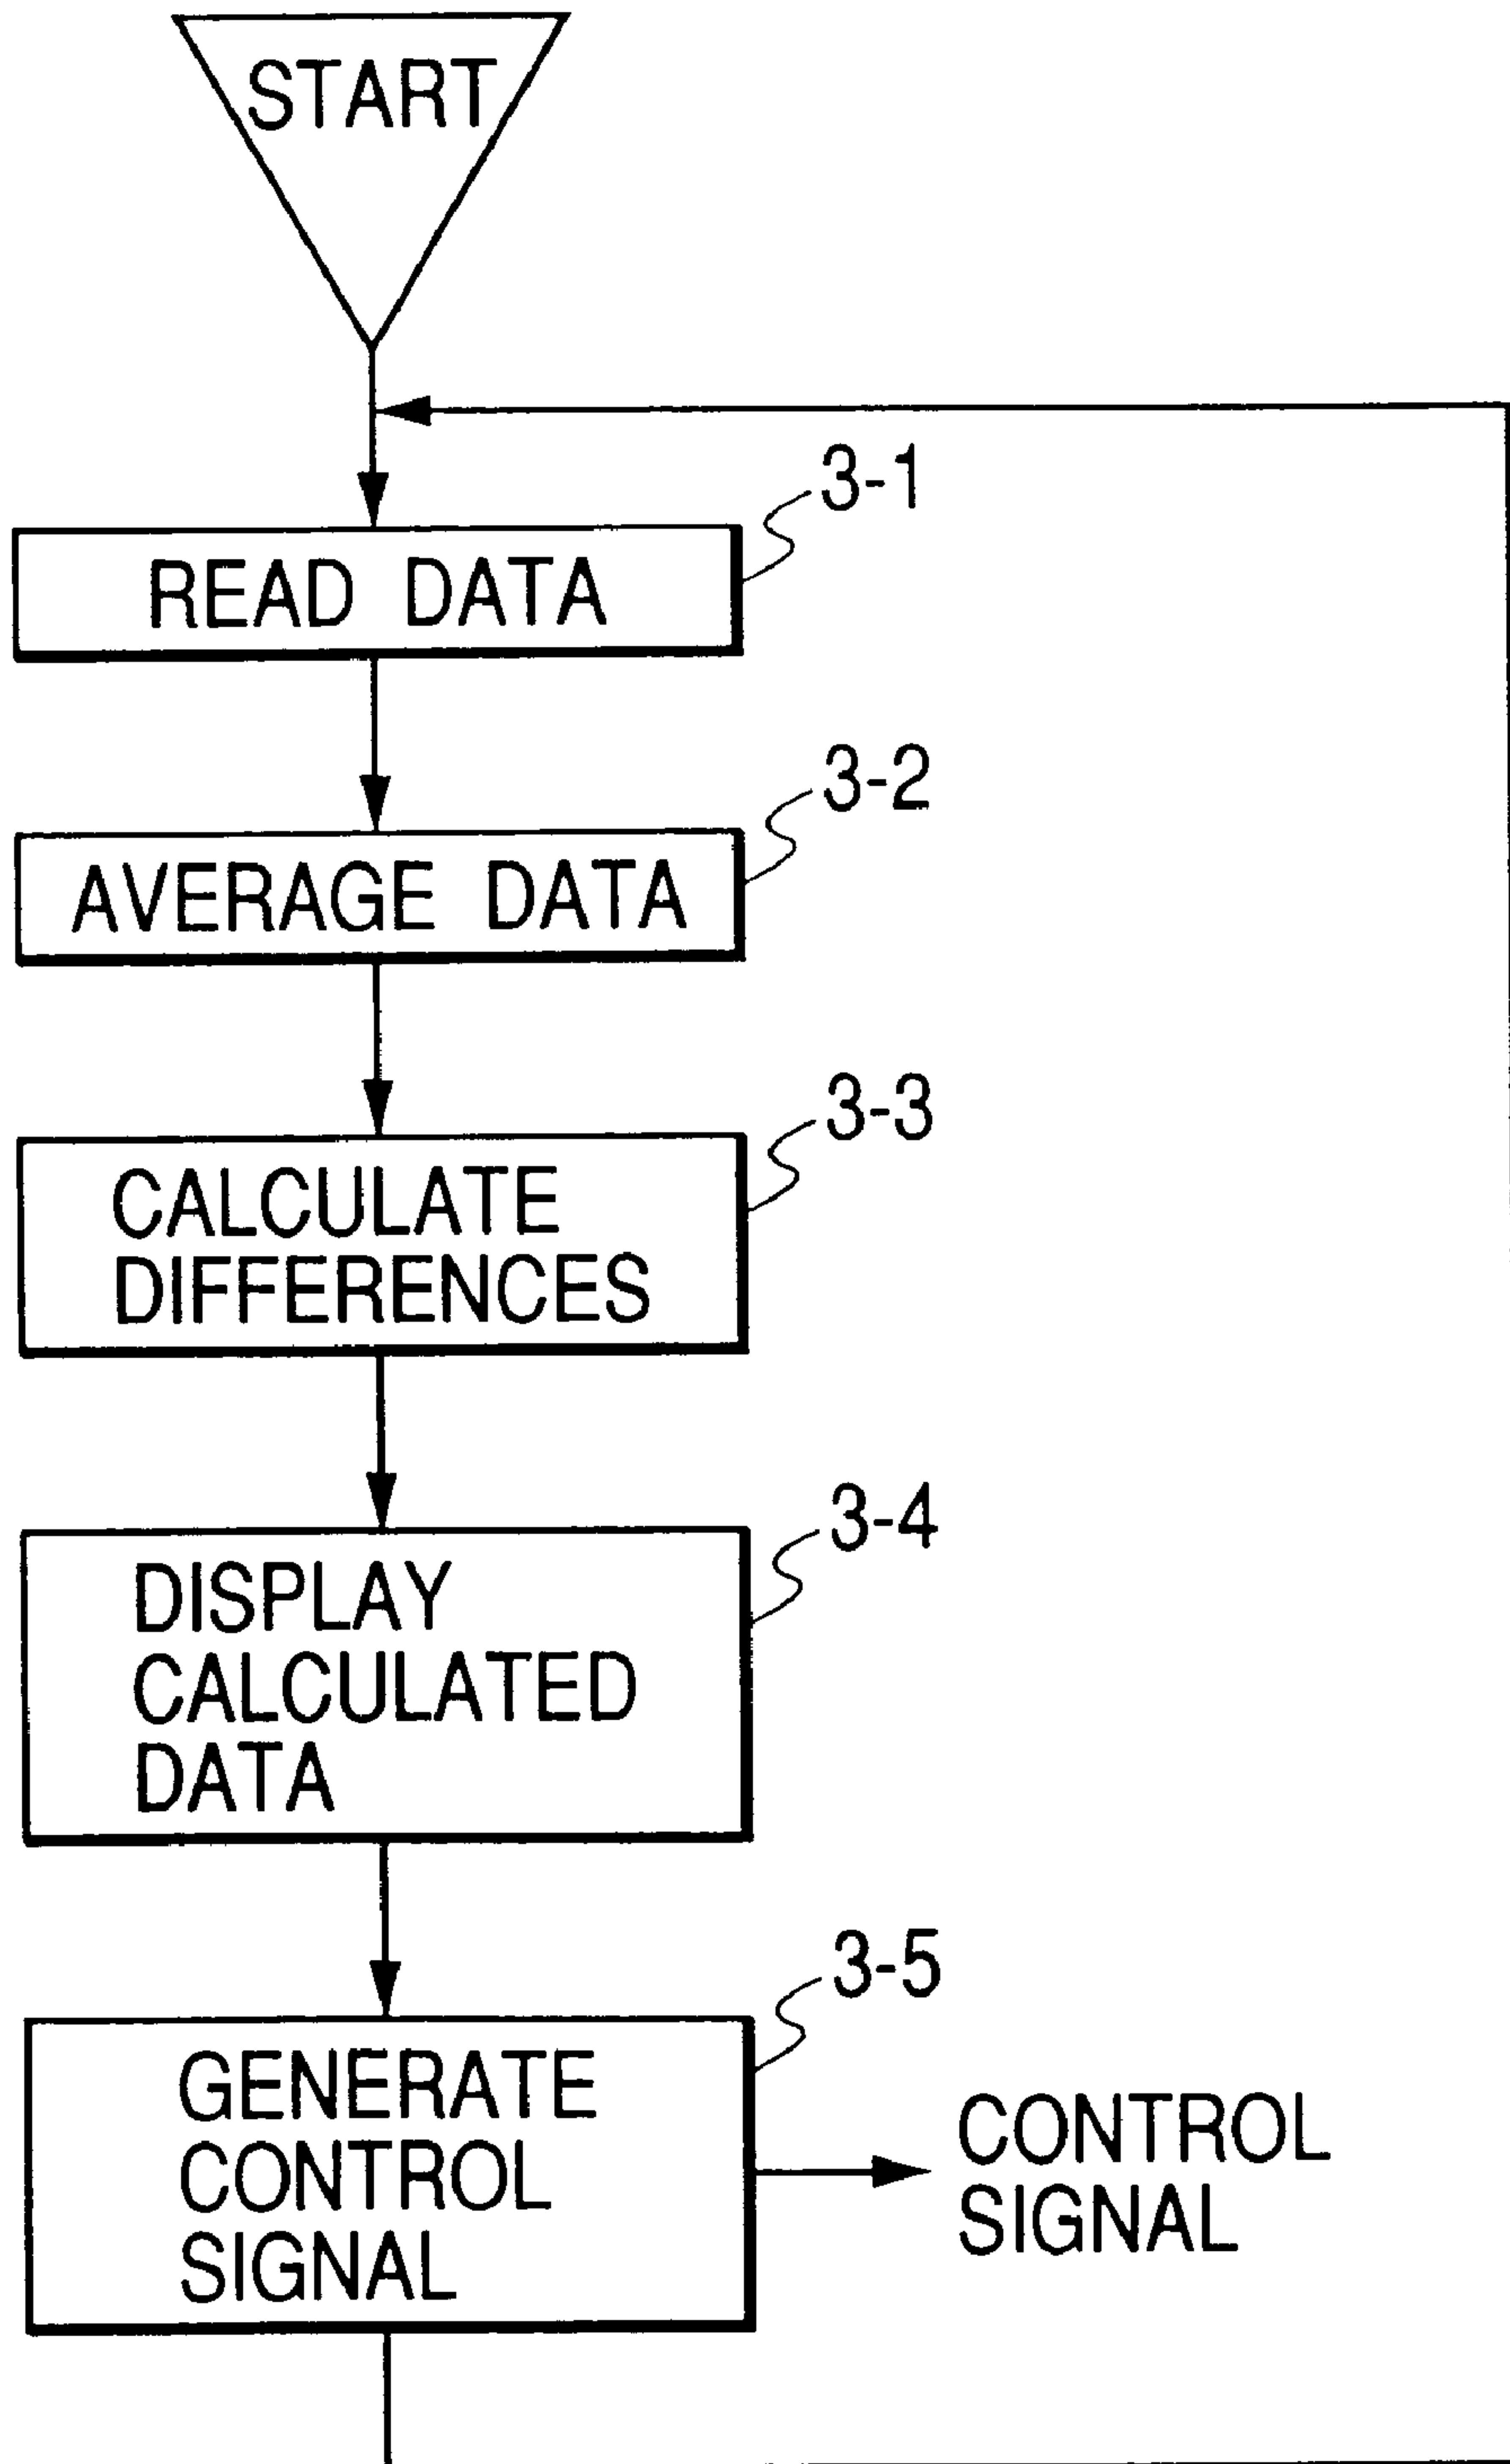 START
3-1
READ DATA
3-2
AVERAGE DATA
3-3
CALCULATE
DIFFERENCES
3-4
DISPLAY
CALCULATED
DATA
3-5
GENERATE
CONTROL
SIGNAL
CONTROL
SIGNAL